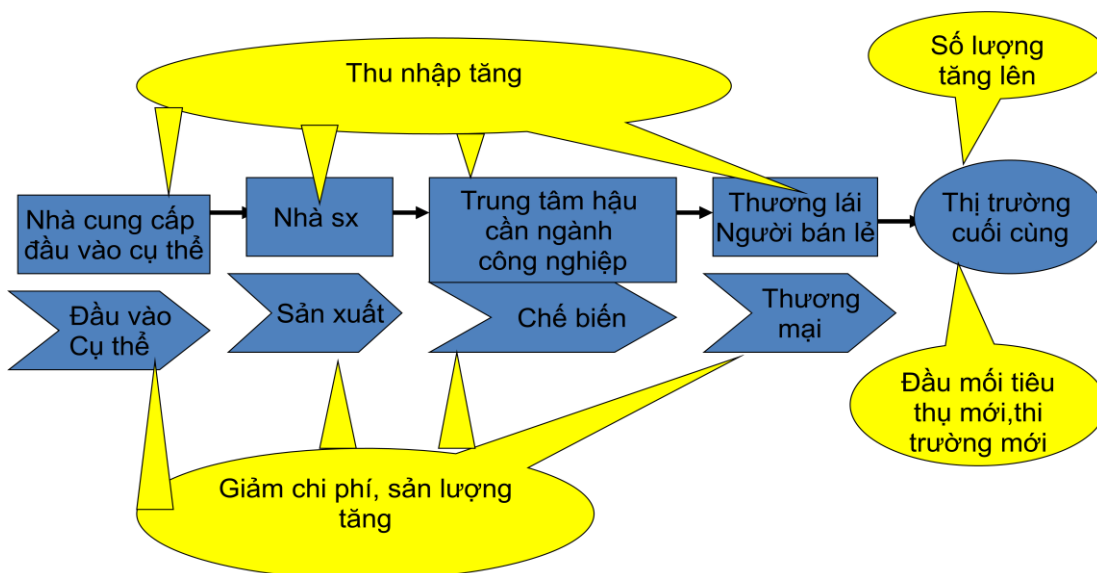 Thu nhập tăng
Số lượng
tăng lên
Nhà cung cấp
đầu vào cụ thể
Nhà sx
Trung tâm hậu
cần ngành
công nghiệp
Thương lái
Người bán lẻ
Thị trường
cuối cùng
Đầu vào
Cụ thể
Sản xuất
Chế biến
Thương
mại
Đầu mối tiêu
thụ mới,thi
trường mới
Giảm chi phí, sản lượng
tăng